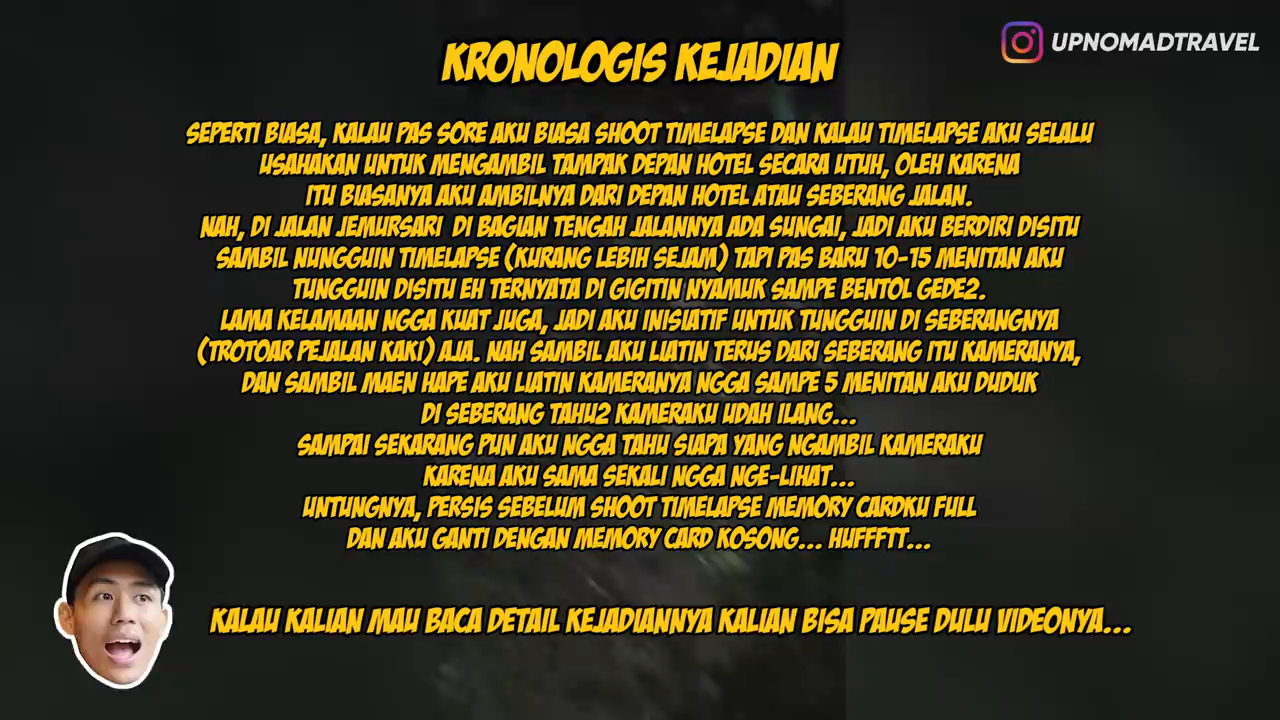 UPNOMADTRAVEL
KRONOLOGIS KEJADIAN
SEPERTI BIASA, KALAU PAS SORE AKU BIASA SHOOT TIMELAPSE DAN KALAU TIMELAPSE AKU SELALU
USAHAKAN UNTUK MENGAMBIL TAMPAK DEPAN HOTEL SECARA UTUH, OLEH KARENA
ITU BIASANYA AKU AMBILNYA DARI DEPAN HOTEL ATAU SEBERANG JALAN.
NAH, DI JALAN JEMURSARI DI BAGIAN TENGAH JALANNYA ADA SUNGAI, JADI AKU BERDIRI DISITU
SAMBIL NUNGGUIN TIMELAPSE (KURANG LEBIH SEJAM) TAPI PAS BARU 10-15 MENITAN AKU
TUNGGUIN DISITU EH TERNYATA DI GIGITIN NYAMUK SAMPE BENTOL GEDE2.
LAMA KELAMAAN NGGA KUAT JUGA, JADI AKU INISIATIF UNTUK TUNGGUIN DI SEBERANGNYA
(TROTOAR PEJALAN KAKI) AJA. NAH SAMBIL AKU LIATIN TERUS DARI SEBERANG ITU KAMERANYA,
DAN SAMBIL MAEN HAPE AKU LIATIN KAMERANYA NGGA SAMPE 5 MENITAN AKU DUDUK
DI SEBERANG TAHU2 KAMERAKU UDAH ILANG...
SAMPAI SEKARANG PUN AKU NGGA TAHU SIAPA YANG NGAMBIL KAMERAKU
KARENA AKU SAMA SEKALI NGGA NGE-LIHAT...
UNTUNGNYA, PERSIS SEBELUM SHOOT TIMELAPSE MEMORY CARDKU FULL
DAN AKU GANTI DENGAN MEMORY CARD KOSONG... HUFFFTT...
KALAU KALIAN MAU BACA DETAIL KEJADIANNYA KALIAN BISA PAUSE DULU VIDEONYA...